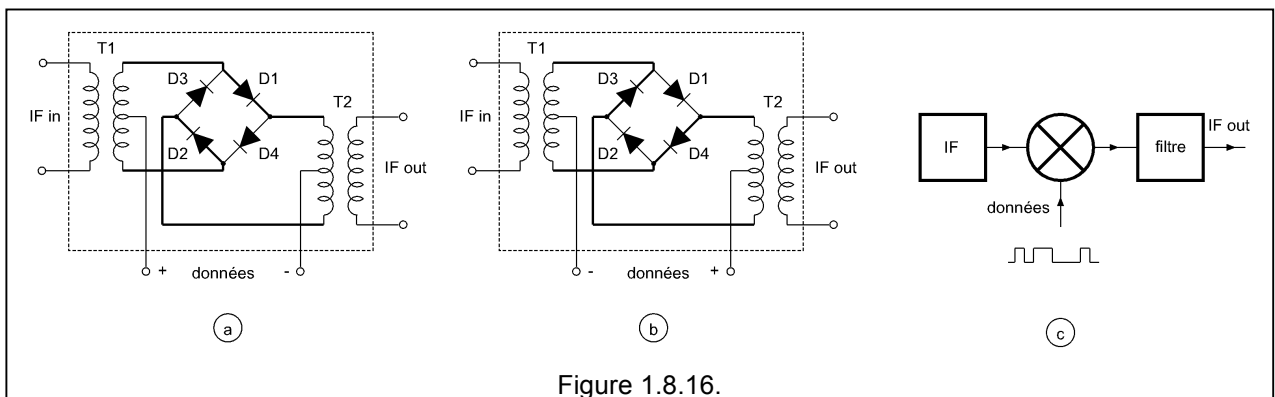 T1
D3
D1
T2
IF in
D2
D4
IF out
+ données -
a
T1
D3
D1
T2
IF in
D2
D4
IF out
- données +
b
IF
filtre
IF out
données
c
Figure 1.8.16.